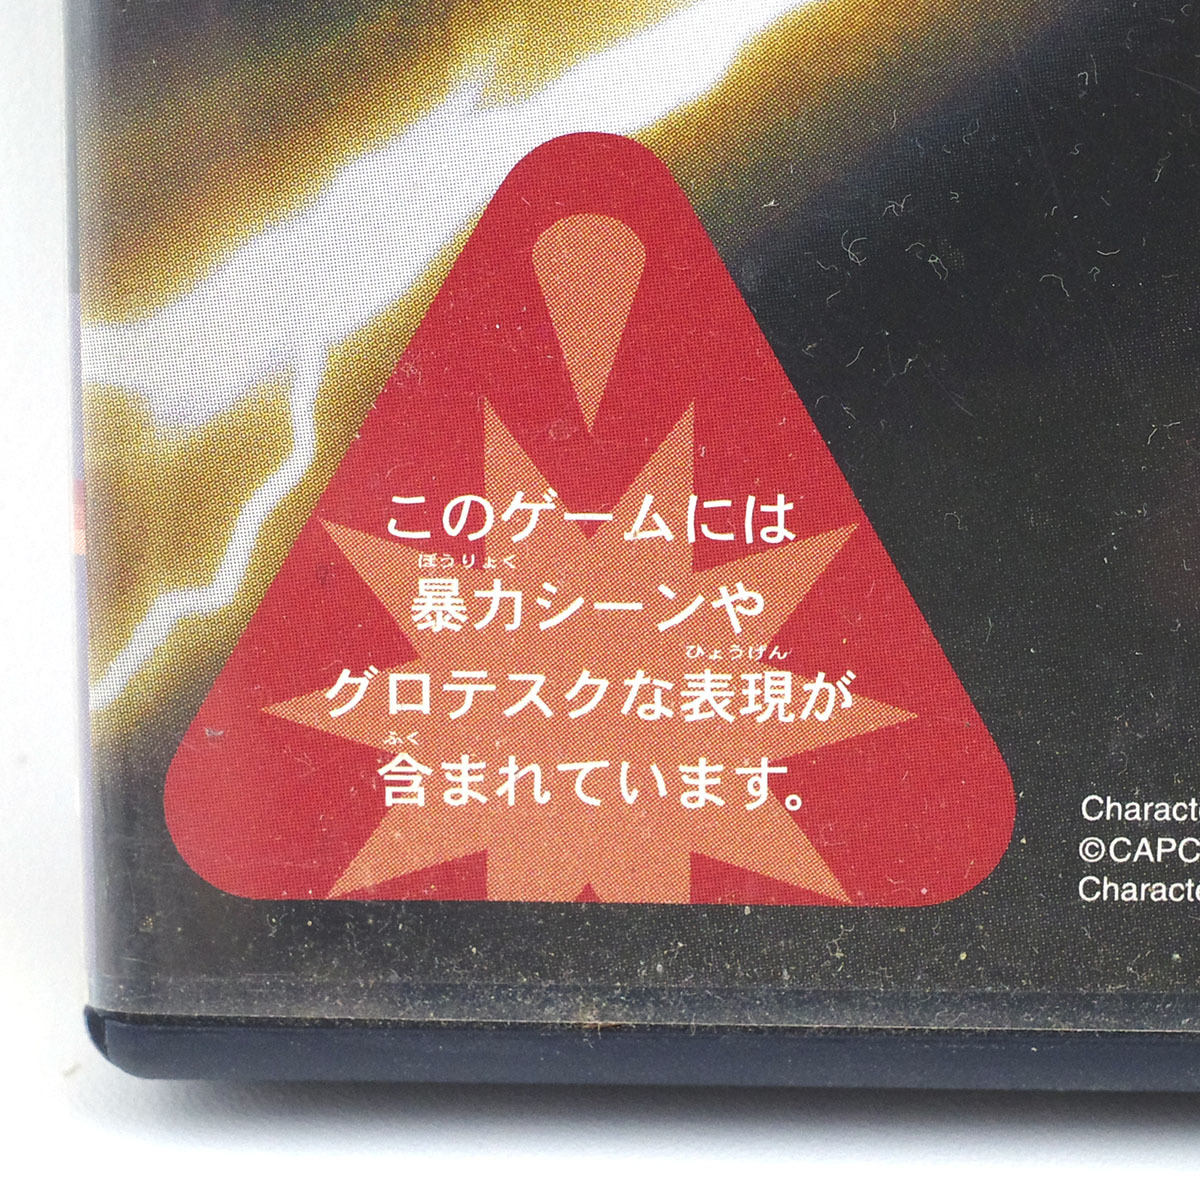 このゲームには
ぼうりょく
暴力シーンや
ひょうげん
グロテスクな表現が
ふく
含まれています。
Characte
©CAPC
Characte